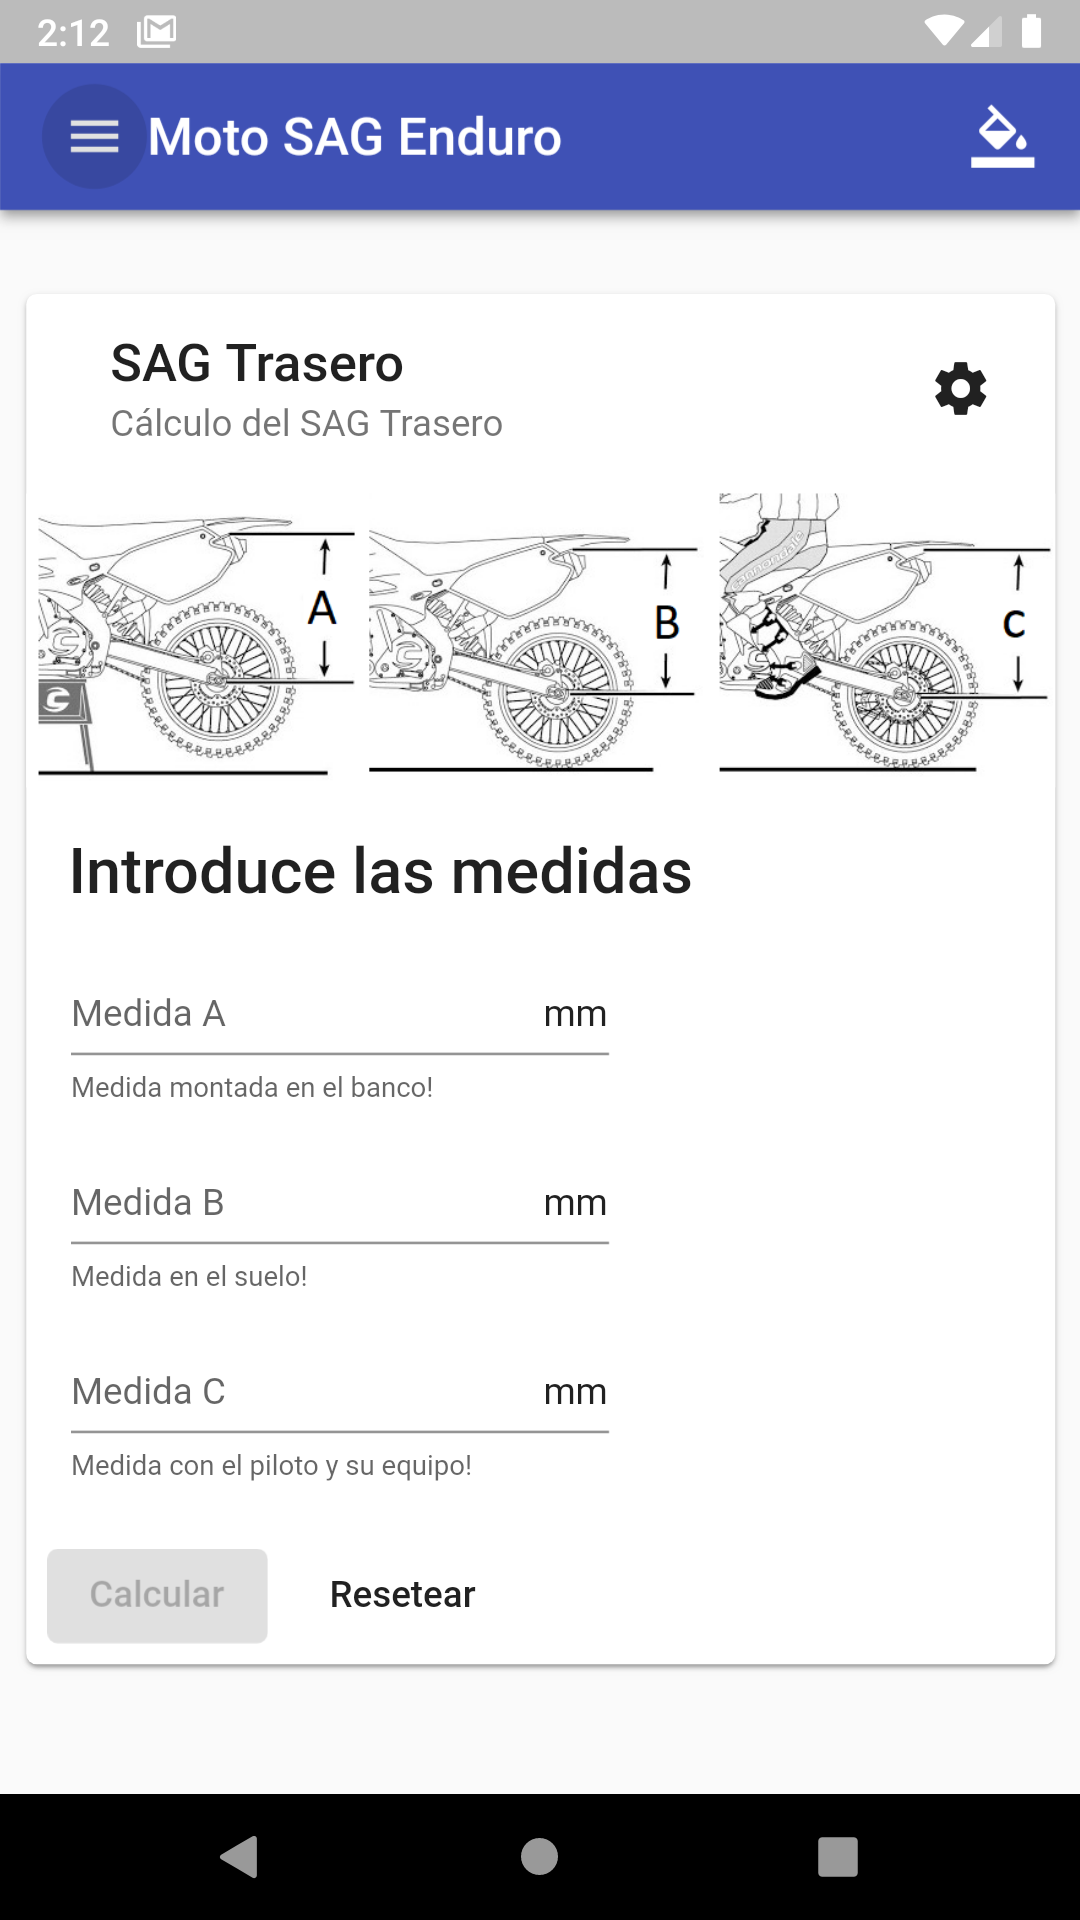 2:12
Moto SAG Enduro
SAG Trasero
Cálculo del SAG Trasero
A
B
C
cannondale
Introduce las medidas
Medida A mm
Medida montada en el banco!
Medida B mm
Medida en el suelo!
Medida C mm
Medida con el piloto y su equipo!
Calcular Resetear